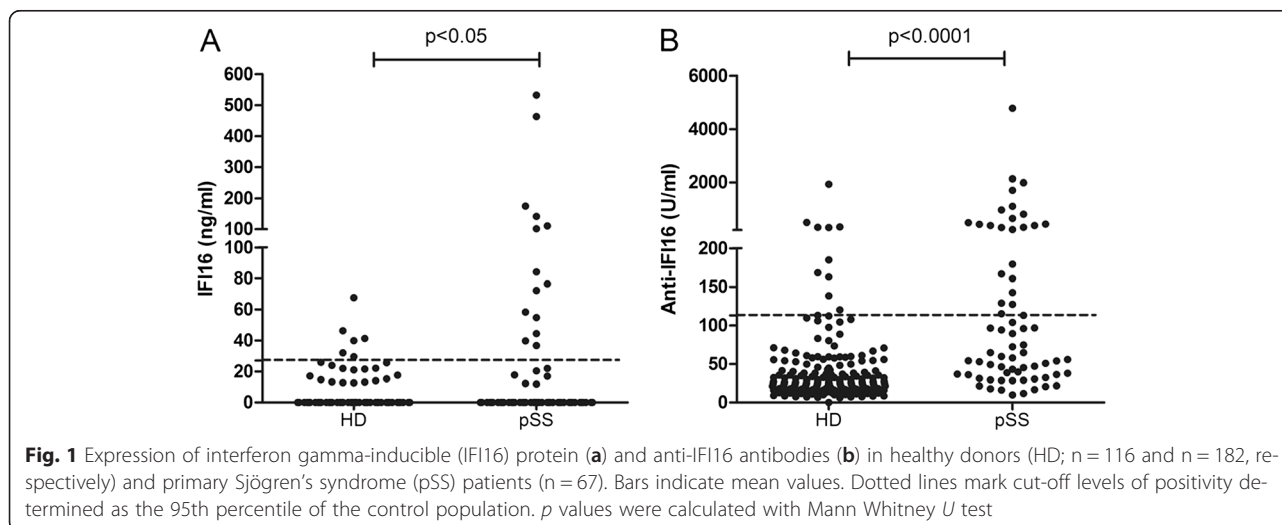 A
p<0.05
600
500
400
300
200
100
100
80
60
40
20
0
IFI16 (ng/ml)
HD
pSS
B
p<0.0001
6000
4000
2000
200
150
100
50
0
Anti-IFI16 (U/ml)
HD
pSS
Fig. 1 Expression of interferon gamma-inducible (IFI16) protein (a) and anti-IFI16 antibodies (b) in healthy donors (HD; n = 116 and n = 182, re-
spectively) and primary Sjögren's syndrome (pSS) patients (n = 67). Bars indicate mean values. Dotted lines mark cut-off levels of positivity de-
termined as the 95th percentile of the control population. p values were calculated with Mann Whitney U test